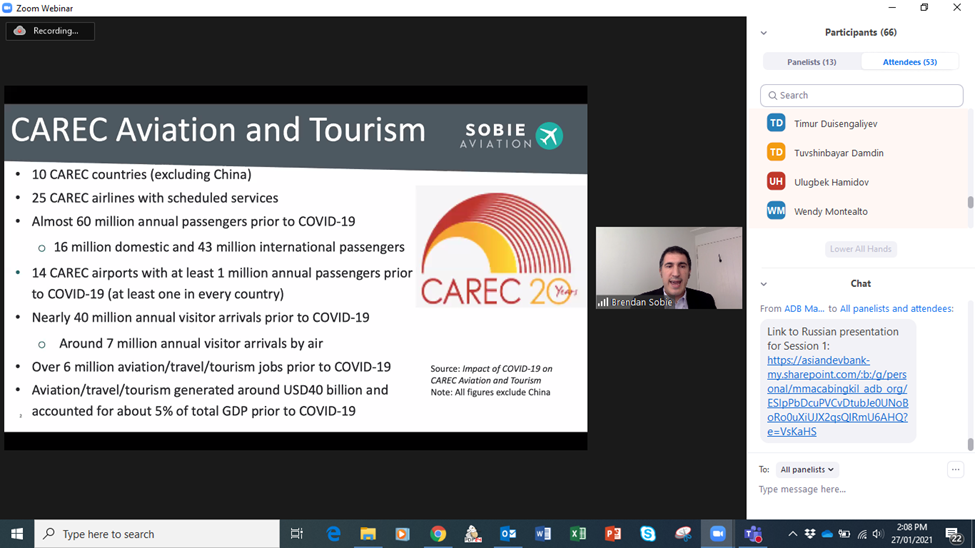 Zoom Webinar
Recording...
CAREC Aviation and Tourism
SOBIE
AVIATION
• 10 CAREC countries (excluding China)
• 25 CAREC airlines with scheduled services
• Almost 60 million annual passengers prior to COVID-19
o 16 million domestic and 43 million international passengers
• 14 CAREC airports with at least 1 million annual passengers prior
to COVID-19 (at least one in every country)
• Nearly 40 million annual visitor arrivals prior to COVID-19
o Around 7 million annual visitor arrivals by air
• Over 6 million aviation/travel/tourism jobs prior to COVID-19
• Aviation/travel/tourism generated around USD40 billion and
accounted for about 5% of total GDP prior to COVID-19
2
CAREC 20 Years
Source: Impact of COVID-19 on
CAREC Aviation and Tourism
Note: All figures exclude China
Brendan Sobie
Participants (66)
Panelists (13)
Attendees (53)
Search
TD Timur Duisengaliyev
TD Tuvshinbayar Damdin
UH Ulugbek Hamidov
WM Wendy Montealto
Lower All Hands
Chat
From ADB Ma... to All panelists and attendees:
Link to Russian presentation
for Session 1:
https://asiandevbank-
my.sharepoint.com/:b:/g/pers
onal/mmacabingkil_adb_org/
ESIpPbDcuPVCvDtubJe0UNoB
oRo0uXiUJX2qsQIRmU6AHQ?
e=VsKaHS
To: All panelists
Type message here...
Type here to search
2:08 PM
27/01/2021
22